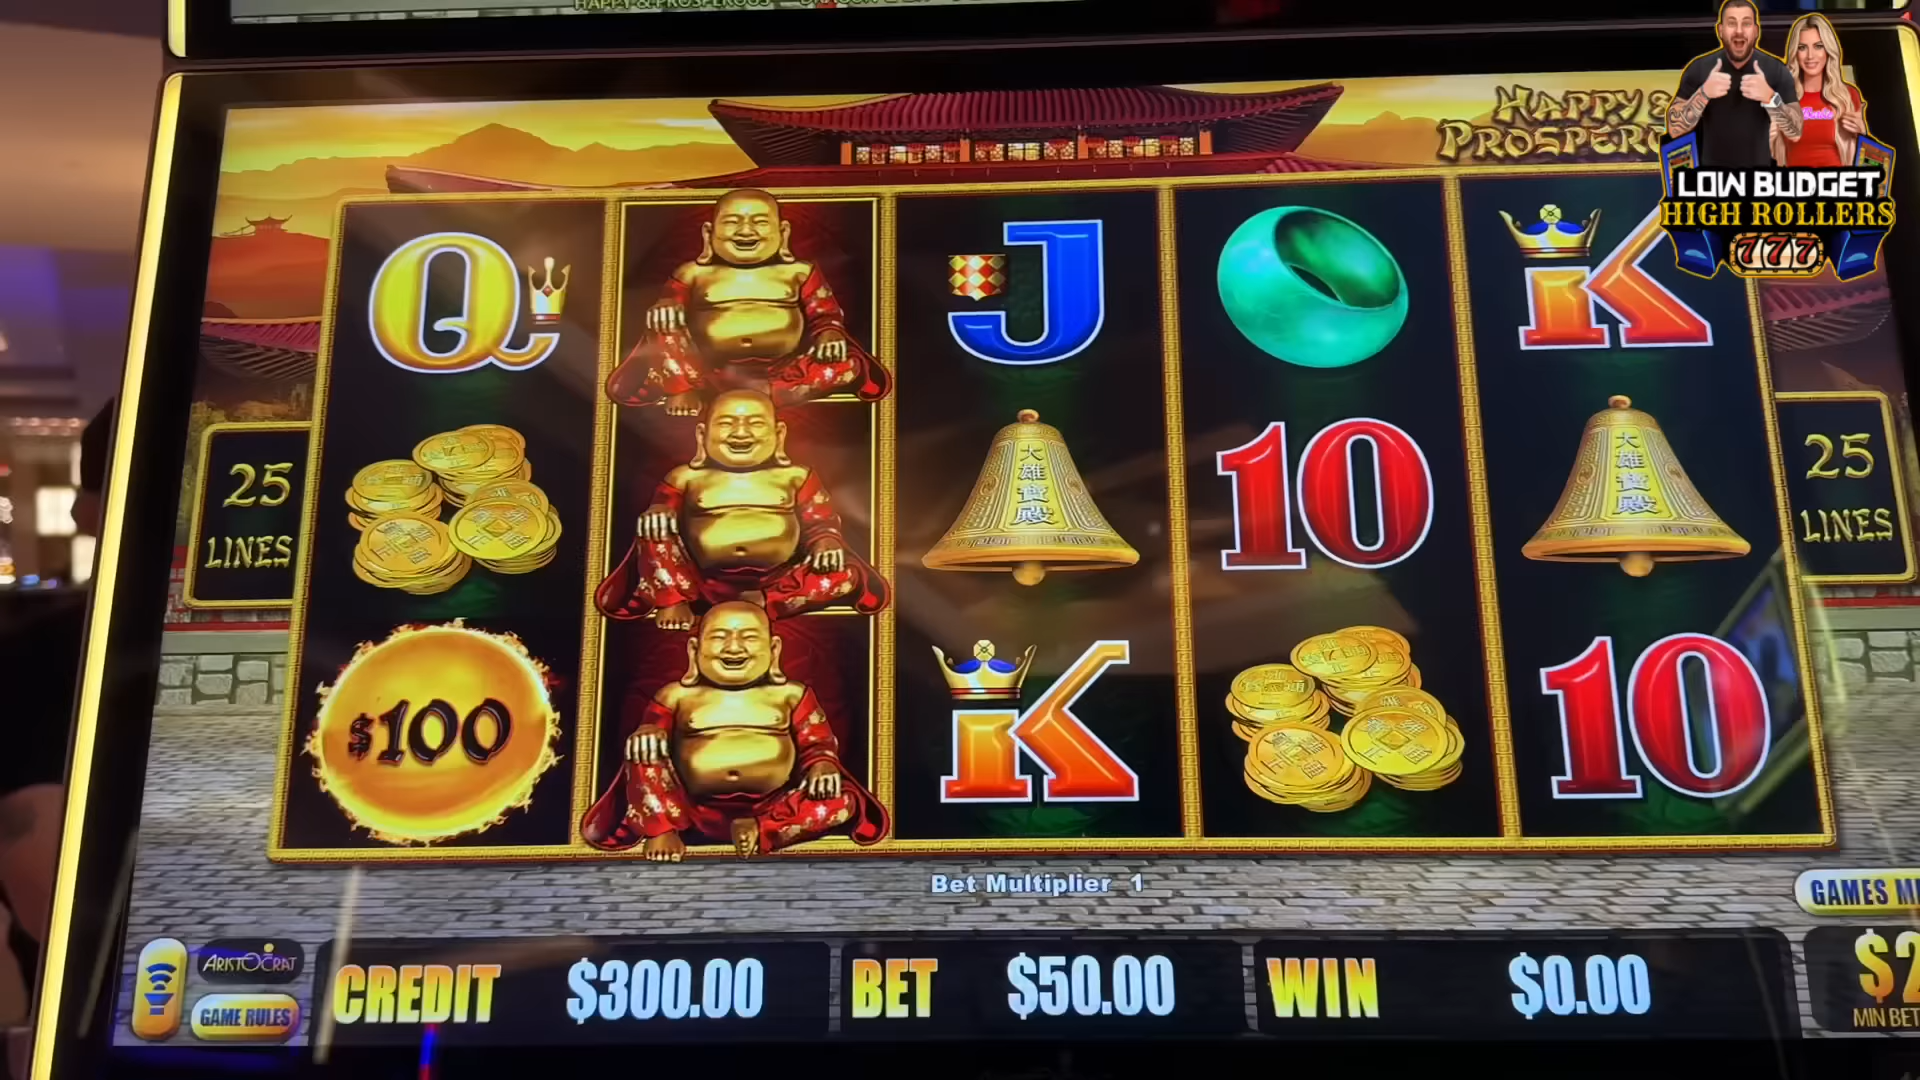 HAPPY & PROSPEROUS
HAPPY &
PROSPER
LOW BUDGET
HIGH ROLLERS
777
Q
J
K
25
LINES
大雄寶殿
10
大雄寶殿
25
LINES
$100
K
10
Bet Multiplier 1
GAMES
ARISTOCRAT
GAME RULES
CREDIT $300.00
BET $50.00
WIN $0.00
$2
MIN BET